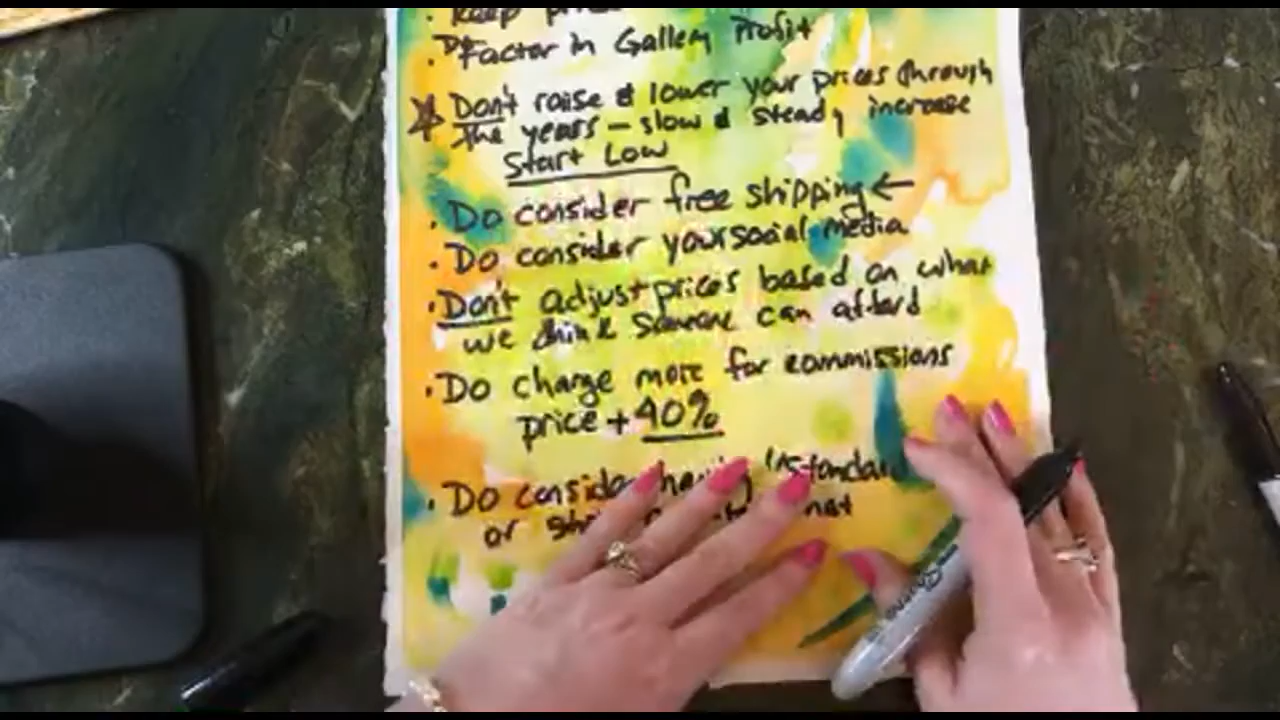 · Keep
· Factor in Gallery Profit
Don't raise & lower your prices through
the years — slow & steady increase
Start Low
· Do consider free shipping ←
· Do consider your social media
· Don't adjust prices based on what
we think someone can afford
· Do charge more for commissions
price + 40%
· Do consider having
or